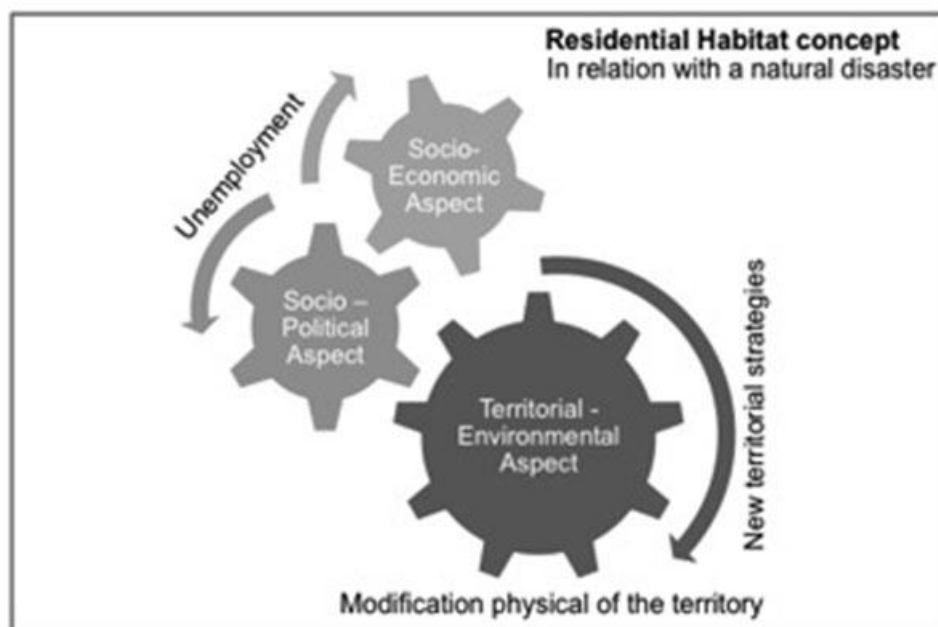 Residential Habitat concept
In relation with a natural disaster
Unemployment
Socio-
Economic
Aspect
Socio –
Political
Aspect
Territorial -
Environmental
Aspect
New territorial strategies
Modification physical of the territory